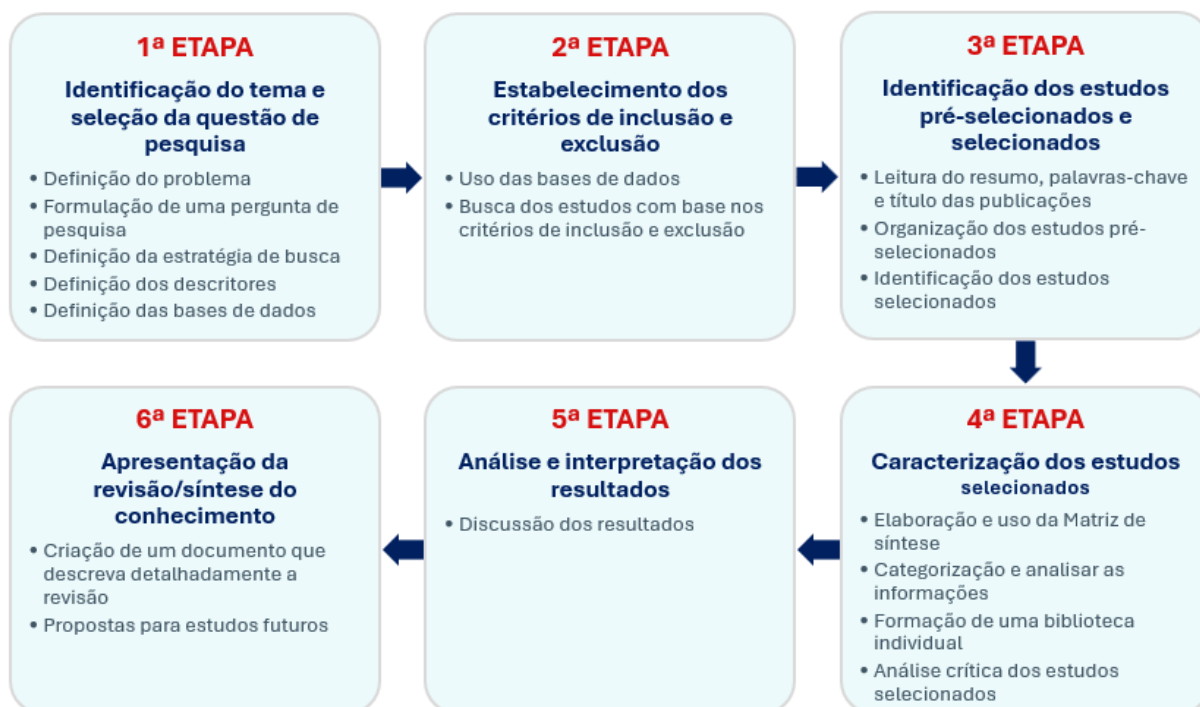 1ª ETAPA
Identificação do tema e
seleção da questão de
pesquisa
• Definição do problema
• Formulação de uma pergunta de
pesquisa
• Definição da estratégia de busca
• Definição dos descritores
• Definição das bases de dados
2ª ETAPA
Estabelecimento dos
critérios de inclusão e
exclusão
• Uso das bases de dados
• Busca dos estudos com base nos
critérios de inclusão e exclusão
3ª ETAPA
Identificação dos estudos
pré-selecionados e
selecionados
• Leitura do resumo, palavras-chave
e título das publicações
• Organização dos estudos pré-
selecionados
• Identificação dos estudos
selecionados
4ª ETAPA
Caracterização dos estudos
selecionados
• Elaboração e uso da Matriz de
síntese
• Categorização e analisar as
informações
• Formação de uma biblioteca
individual
• Análise crítica dos estudos
selecionados
5ª ETAPA
Análise e interpretação dos
resultados
• Discussão dos resultados
6ª ETAPA
Apresentação da
revisão/síntese do
conhecimento
• Criação de um documento que
descreva detalhadamente a
revisão
• Propostas para estudos futuros